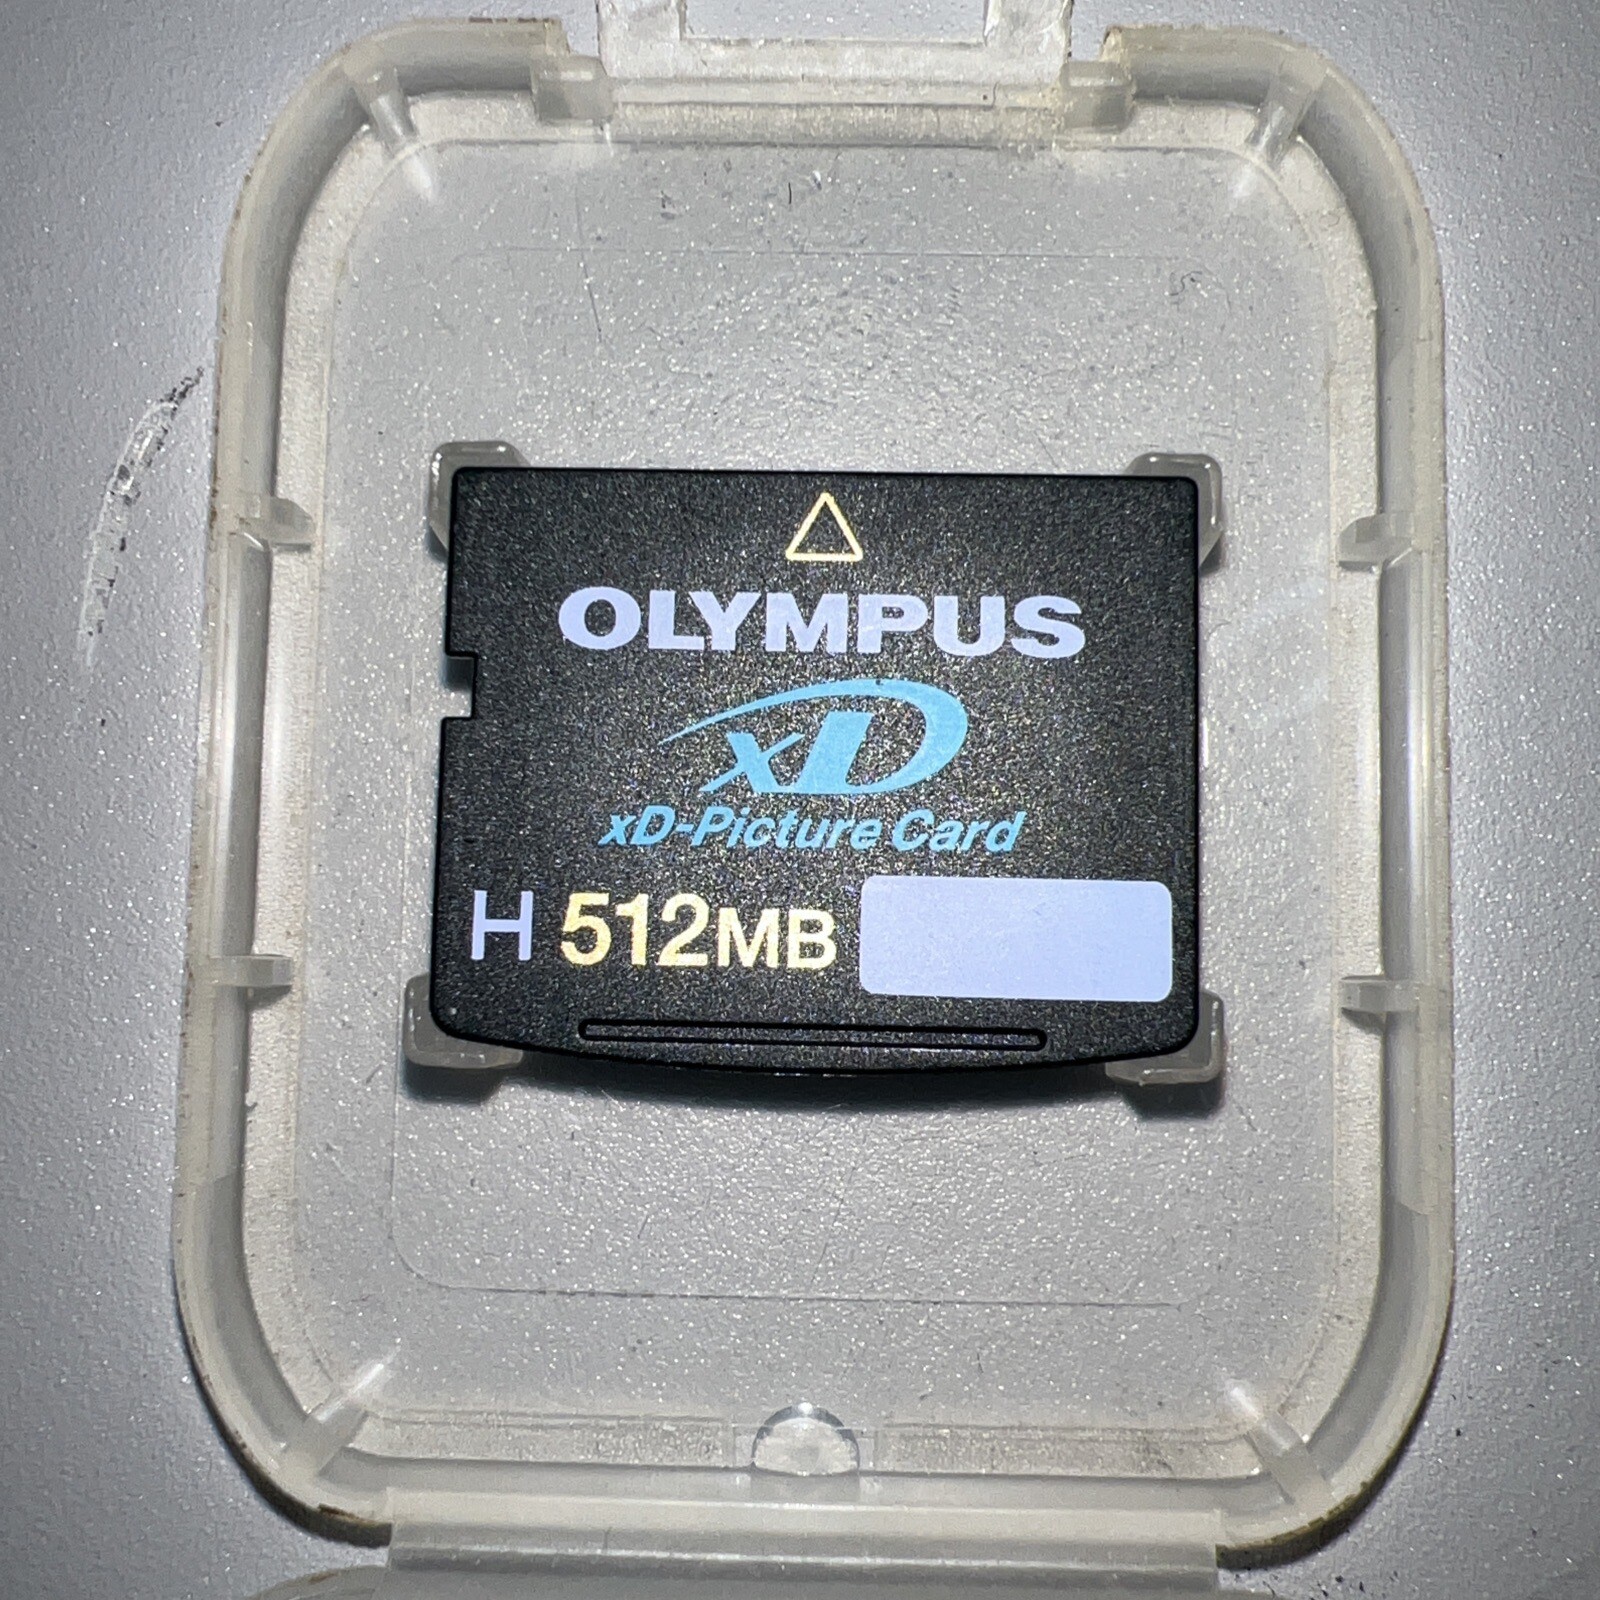 OLYMPUS
xD
xD-Picture Card
H 512MB